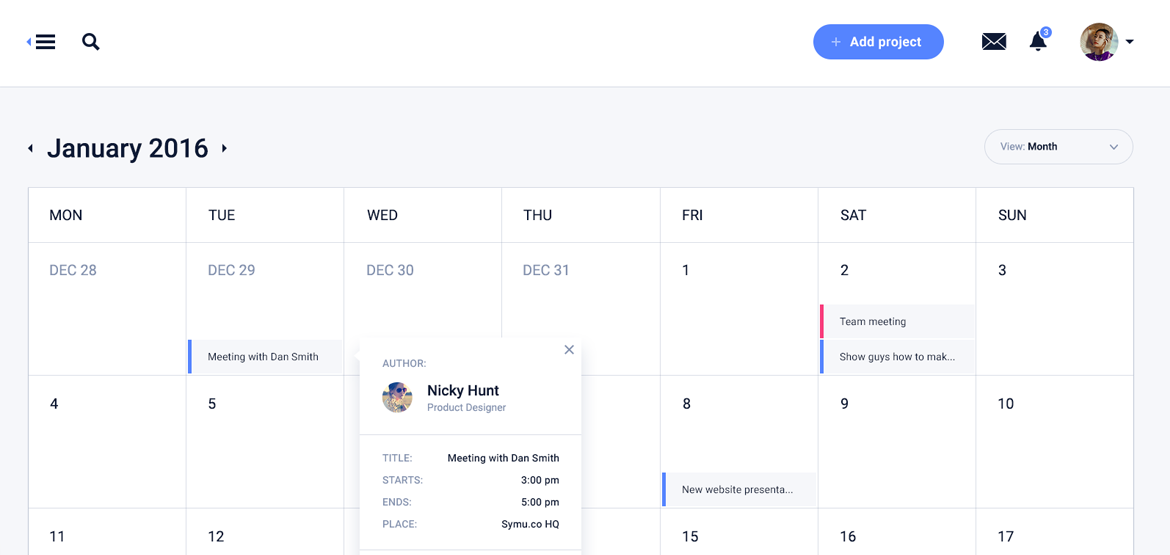 + Add project
3
January 2016
View: Month
MON TUE WED THU FRI SAT SUN
DEC 28 DEC 29 DEC 30 DEC 31 1 2 3
Team meeting
Meeting with Dan Smith
Show guys how to mak...
AUTHOR:
Nicky Hunt
Product Designer
4 5 8 9 10
TITLE: Meeting with Dan Smith
STARTS: 3:00 pm
ENDS: 5:00 pm
PLACE: Symu.co HQ
New website presenta...
11 12 15 16 17